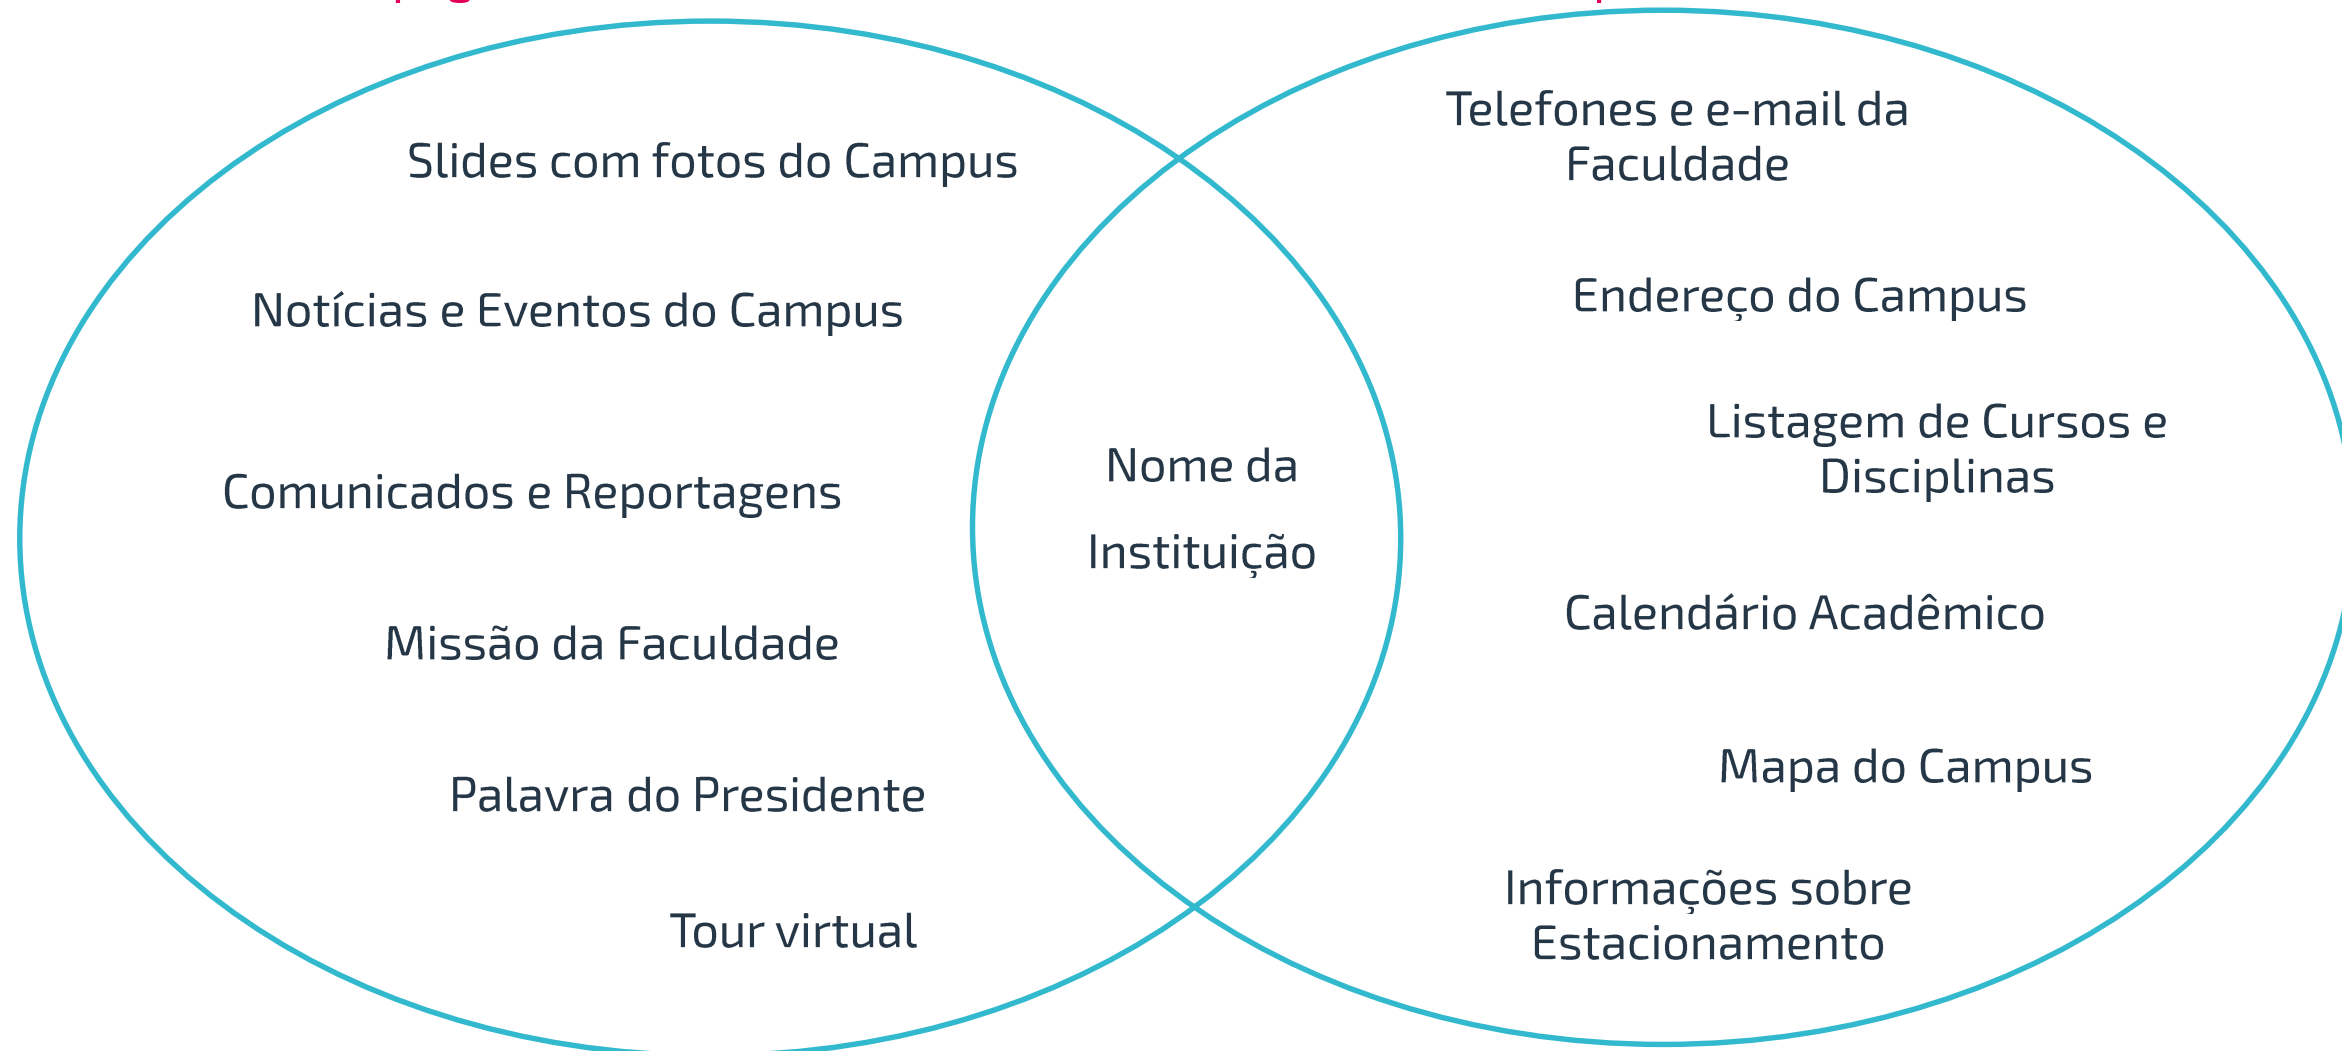 Slides com fotos do Campus
Notícias e Eventos do Campus
Comunicados e Reportagens
Missão da Faculdade
Palavra do Presidente
Tour virtual
Nome da
Instituição
Telefones e e-mail da
Faculdade
Endereço do Campus
Listagem de Cursos e
Disciplinas
Calendário Acadêmico
Mapa do Campus
Informações sobre
Estacionamento